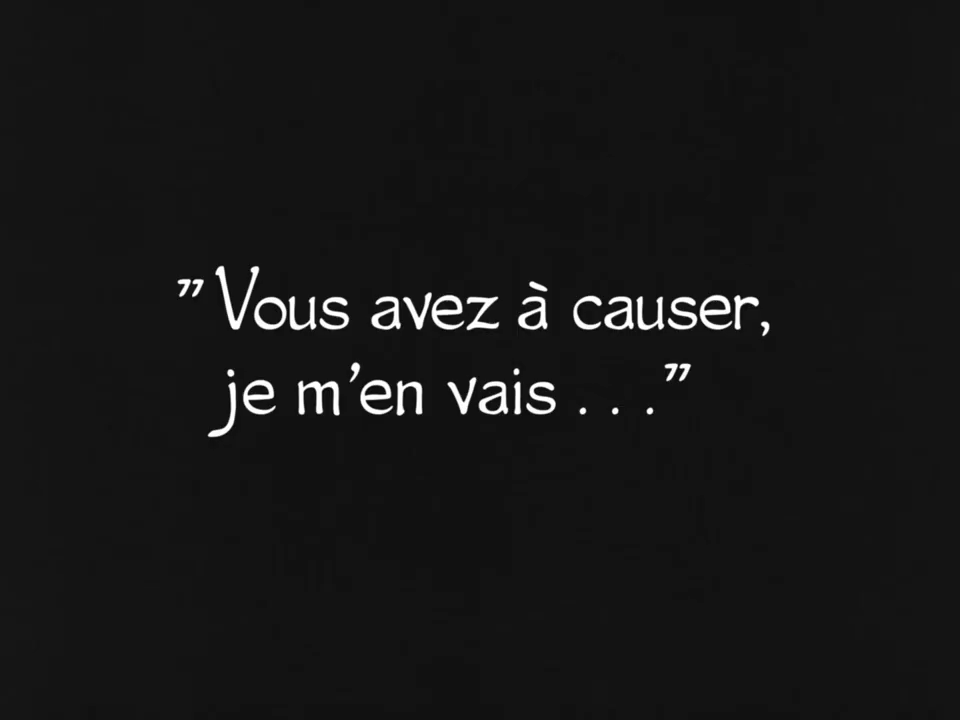 ” Vous avez à causer,
je m’en vais . . .”